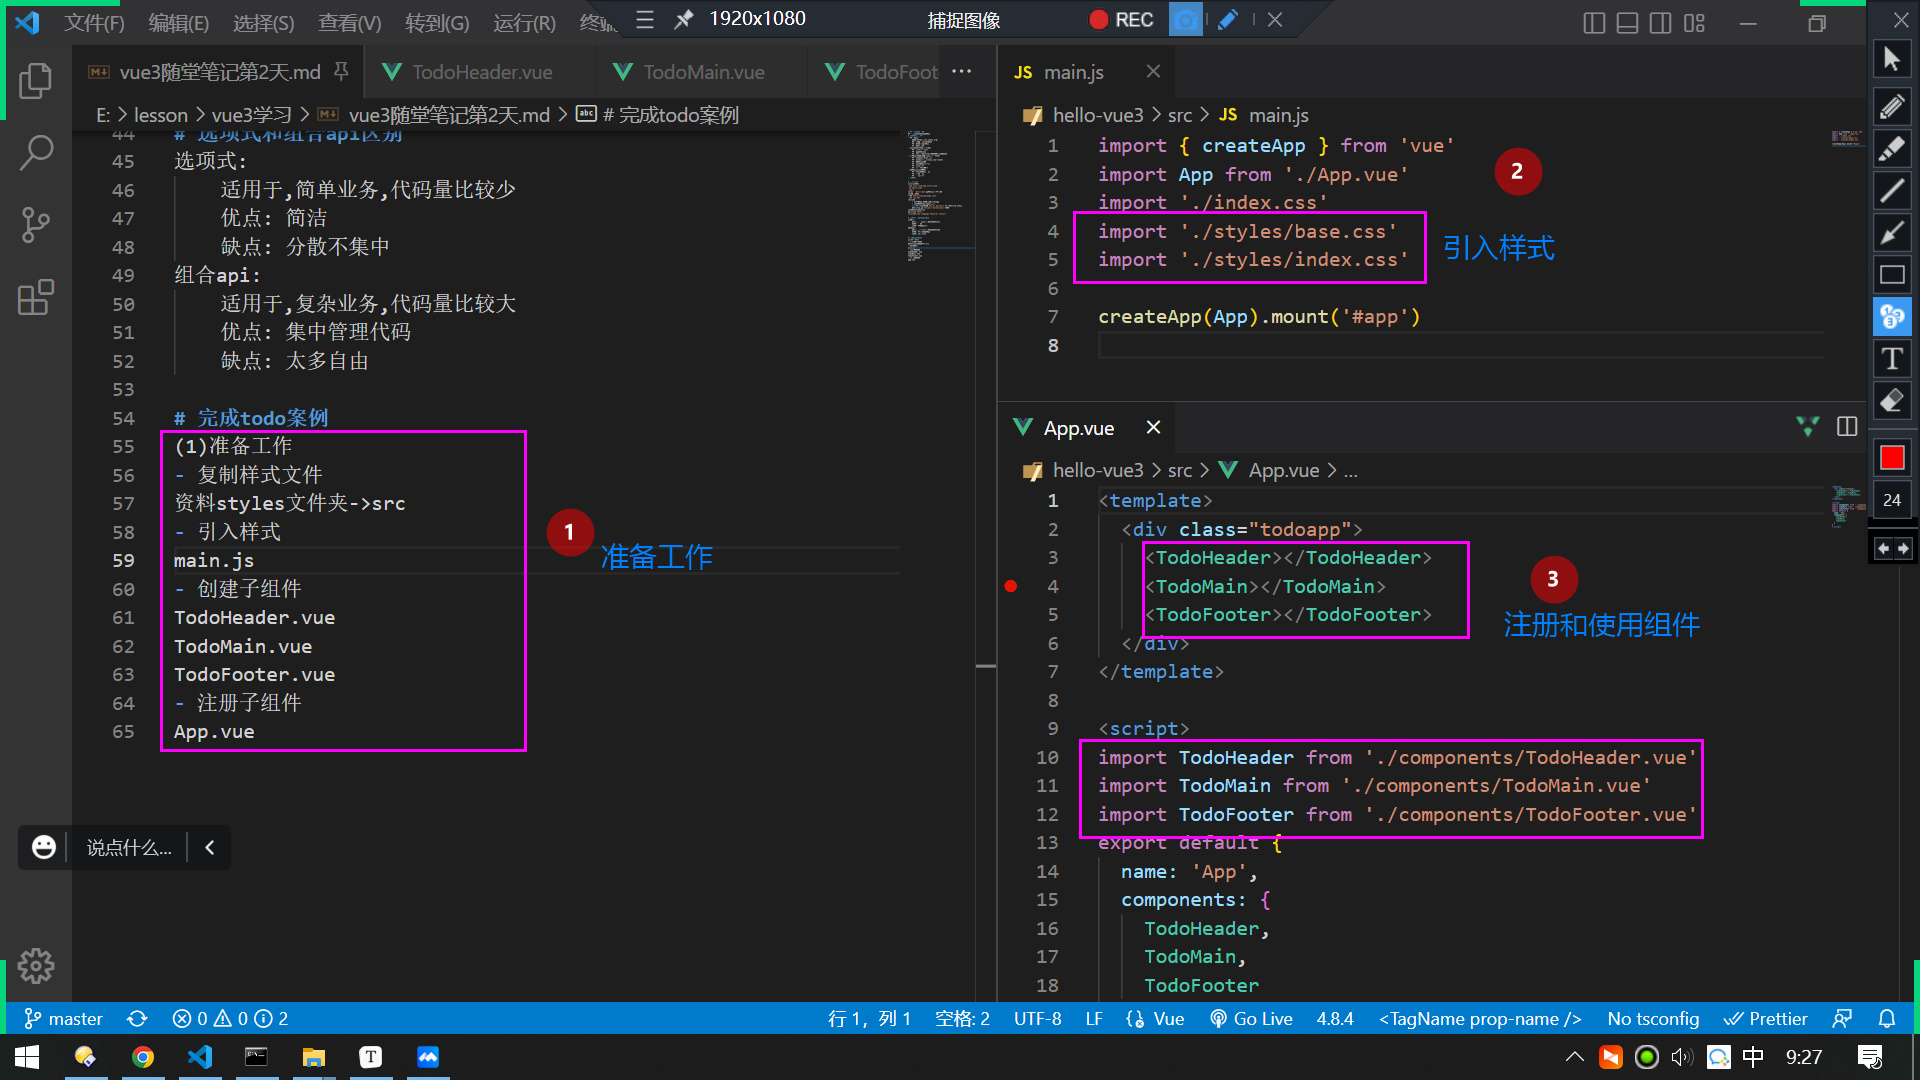 文件(F) 编辑(E) 选择(S) 查看(V) 转到(G) 运行(R) 终端
1920x1080 捕捉图像 REC
vue3随堂笔记第2天.md TodoHeader.vue TodoMain.vue TodoFoot ···
E: > lesson > vue3学习 > vue3随堂笔记第2天.md > # 完成todo案例
44 # 选项式和组合api区别
45 选项式:
46 适用于,简单业务,代码量比较少
47 优点: 简洁
48 缺点: 分散不集中
49 组合api:
50 适用于,复杂业务,代码量比较大
51 优点: 集中管理代码
52 缺点: 太多自由
53
54 # 完成todo案例
55 (1)准备工作
56 - 复制样式文件
57 资料styles文件夹->src
58 - 引入样式
59 main.js
60 - 创建子组件
61 TodoHeader.vue
62 TodoMain.vue
63 TodoFooter.vue
64 - 注册子组件
65 App.vue
1
准备工作
说点什么...
JS main.js
hello-vue3 > src > JS main.js
1 import { createApp } from 'vue'
2 import App from './App.vue'
3 import './index.css'
4 import './styles/base.css'
5 import './styles/index.css'
6
7 createApp(App).mount('#app')
8
2
引入样式
App.vue
hello-vue3 > src > App.vue > ...
1 <template>
2 <div class="todoapp">
3 <TodoHeader></TodoHeader>
4 <TodoMain></TodoMain>
5 <TodoFooter></TodoFooter>
6 </div>
7 </template>
8
9 <script>
10 import TodoHeader from './components/TodoHeader.vue'
11 import TodoMain from './components/TodoMain.vue'
12 import TodoFooter from './components/TodoFooter.vue'
13 export default {
14 name: 'App',
15 components: {
16 TodoHeader,
17 TodoMain,
18 TodoFooter
3
注册和使用组件
T
24
master 0 0 2 行 1, 列 1 空格: 2 UTF-8 LF Vue Go Live 4.8.4 <TagName prop-name /> No tsconfig Prettier
T 中 9:27